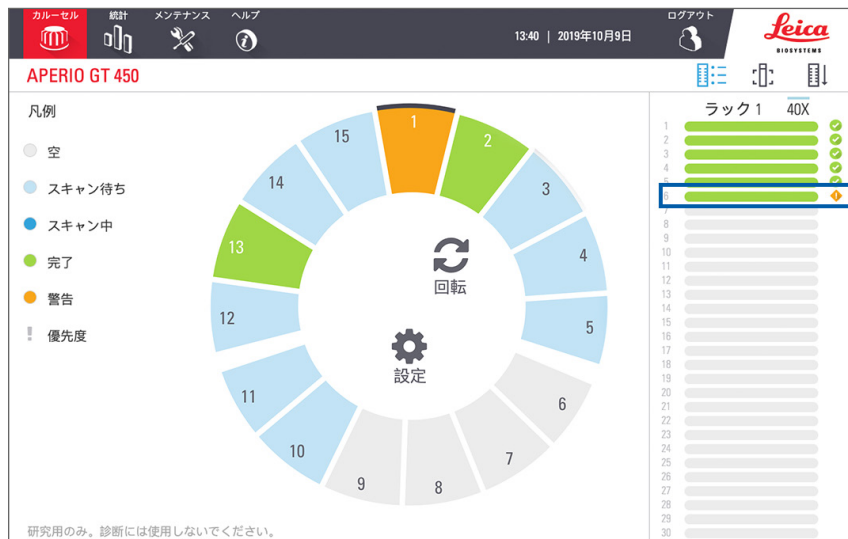 カルーセル 統計 メンテナンス ヘルプ
13:40 | 2019年10月9日
ログアウト
Leica
BIOSYSTEMS
APERIO GT 450
凡例
空
スキャン待ち
スキャン中
完了
警告
! 優先度
1
2
3
4
5
6
7
8
9
10
11
12
13
14
15
回転
設定
研究用のみ。診断には使用しないでください。
ラック 1 40X
1
2
3
4
5
6
7
8
9
10
11
12
13
14
15
16
17
18
19
20
21
22
23
24
25
26
27
28
29
30